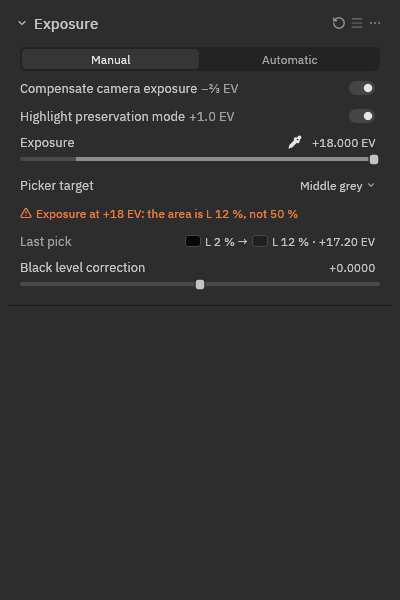 Exposure
Manual Automatic
Compensate camera exposure −⅔ EV
Highlight preservation mode +1.0 EV
Exposure +18.000 EV
Picker target Middle grey
Exposure at +18 EV: the area is L 12 %, not 50 %
Last pick L 2 % → L 12 % · +17.20 EV
Black level correction +0.0000